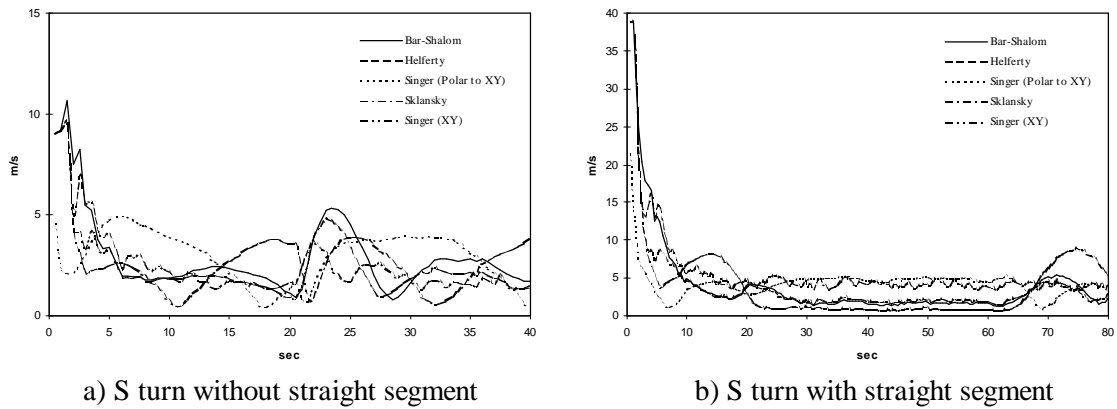 15
10
5
0
m/s
0 5 10 15 20 25 30 35 40
sec
Bar-Shalom
Helferty
Singer (Polar to XY)
Sklansky
Singer (XY)
a) S turn without straight segment
40
35
30
25
20
15
10
5
0
m/s
0 10 20 30 40 50 60 70 80
sec
Bar-Shalom
Helferty
Singer (Polar to XY)
Sklansky
Singer (XY)
b) S turn with straight segment